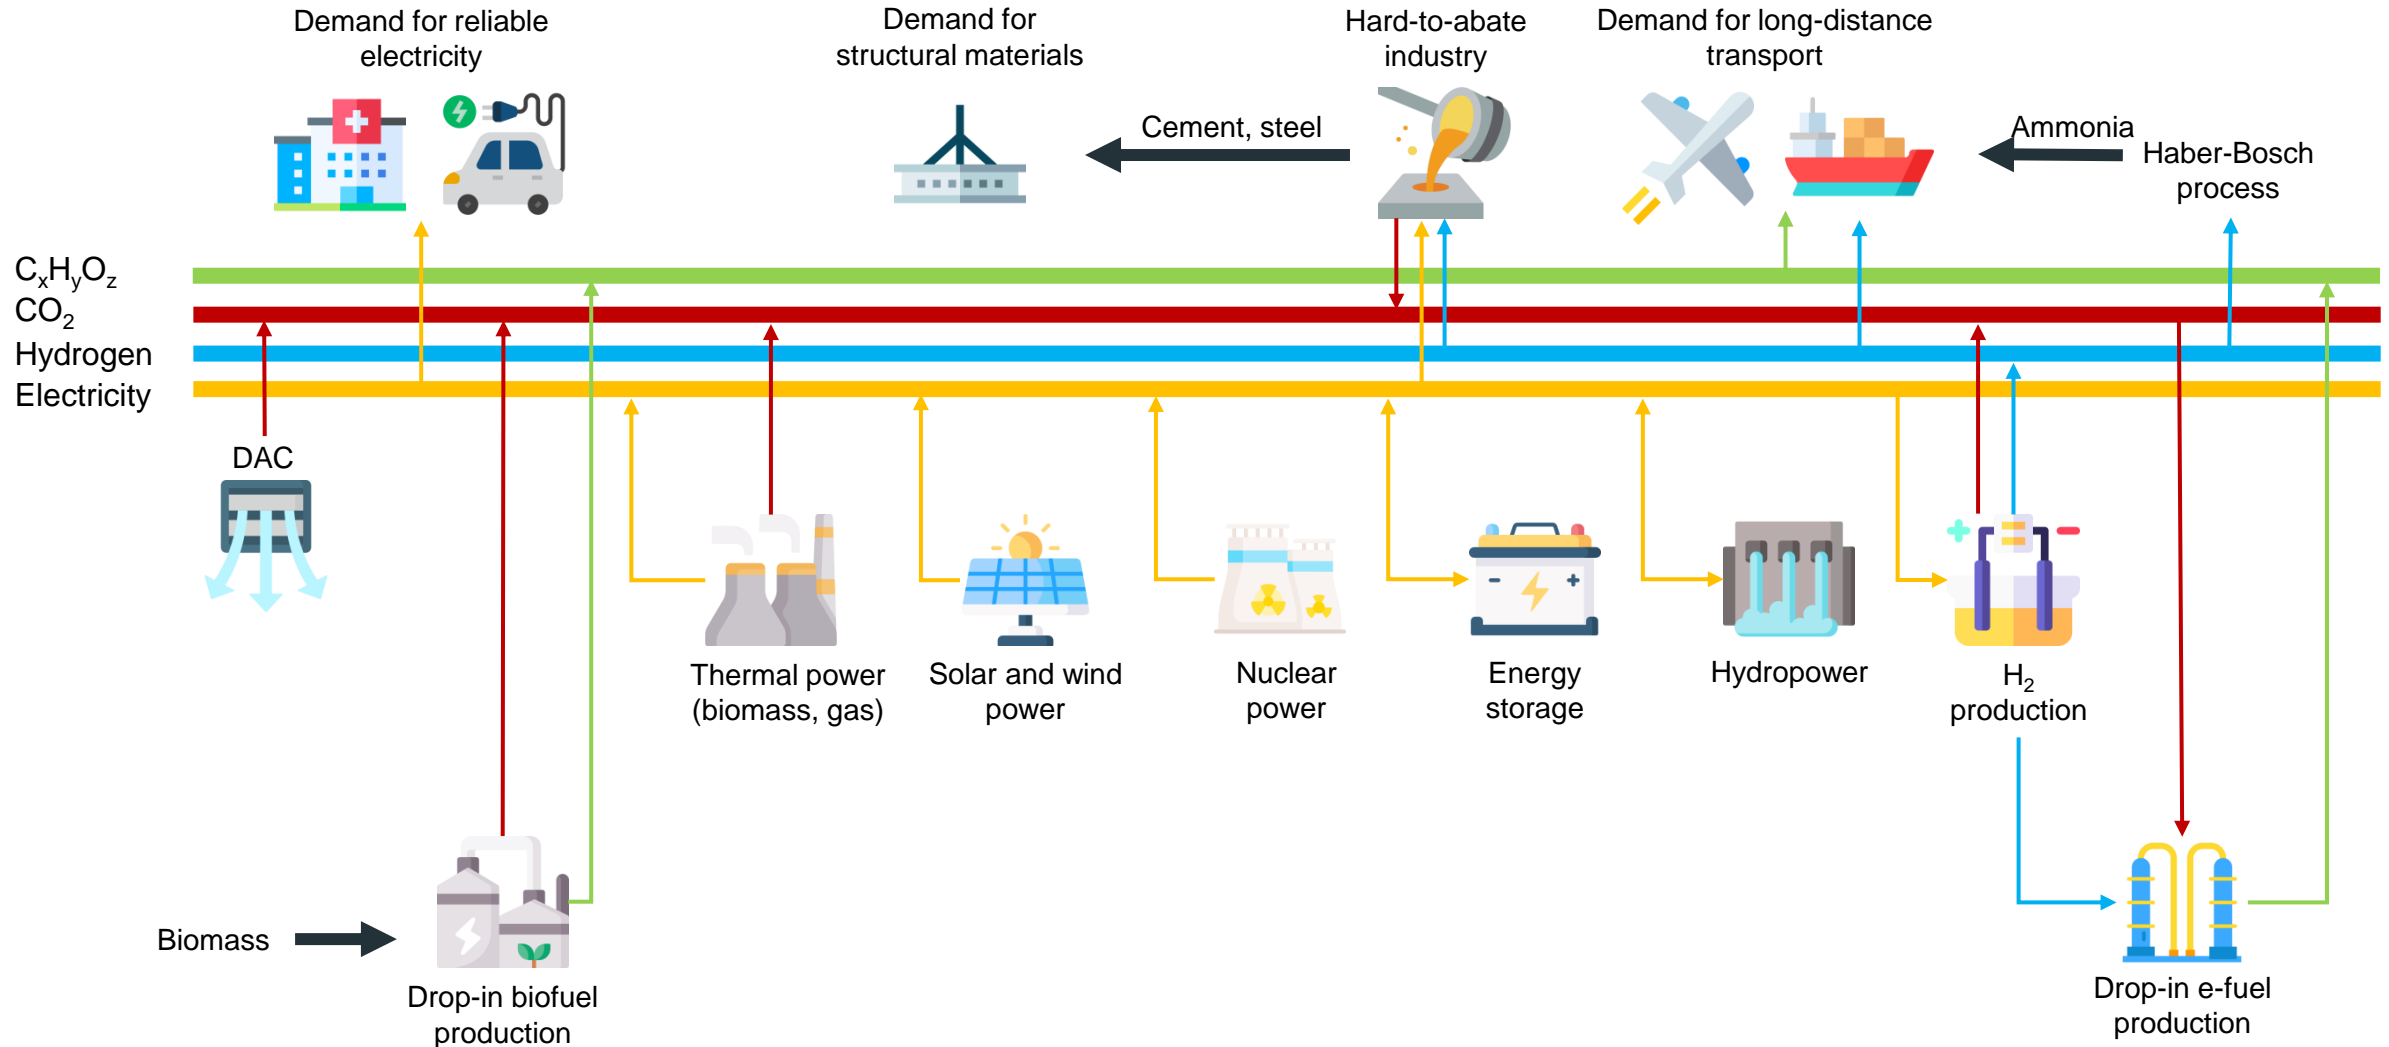 Demand for reliable
electricity
Demand for
structural materials
Hard-to-abate
industry
Demand for long-distance
transport
Cement, steel
Ammonia
Haber-Bosch
process
CxHyOz
CO2
Hydrogen
Electricity
DAC
Thermal power
(biomass, gas)
Solar and wind
power
Nuclear
power
Energy
storage
Hydropower
H2
production
Biomass
Drop-in biofuel
production
Drop-in e-fuel
production